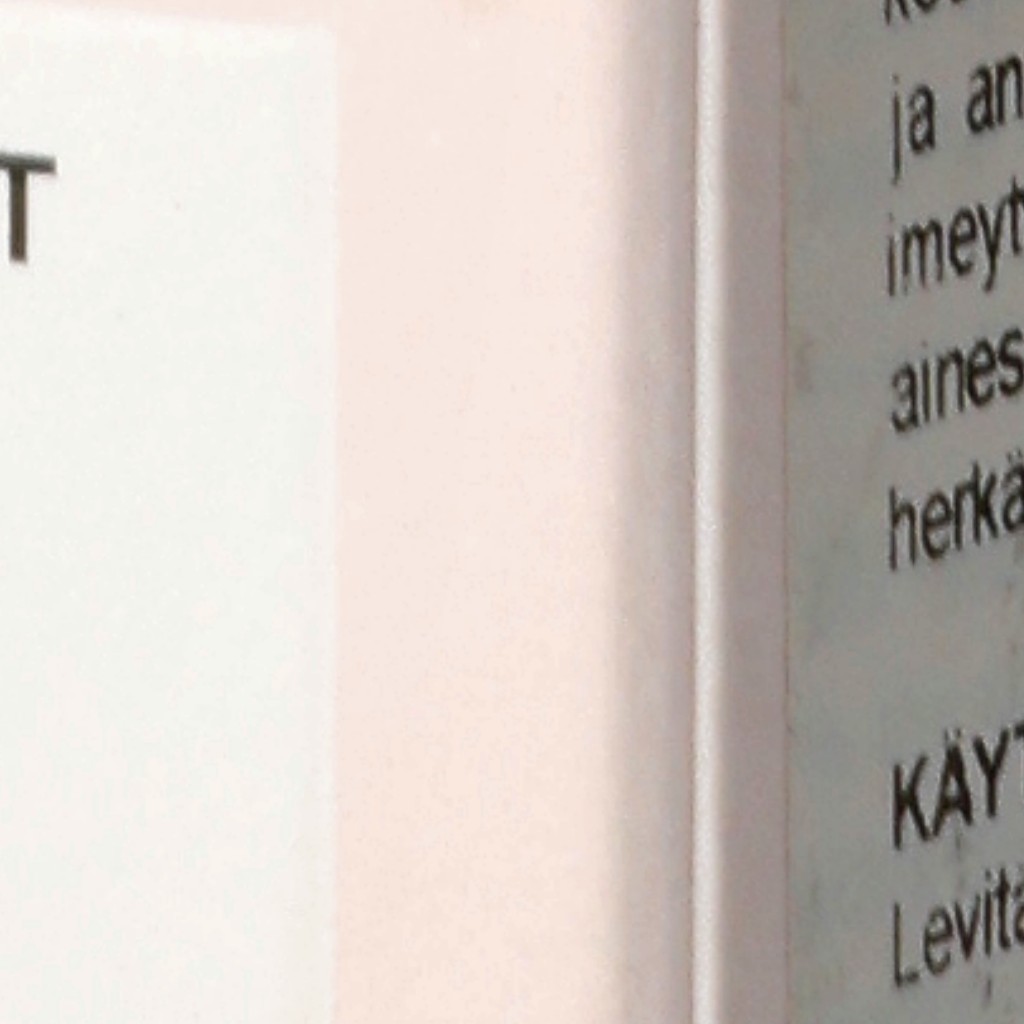 T
ja an
imeyt
aines
herkä
KÄYT
Levitä